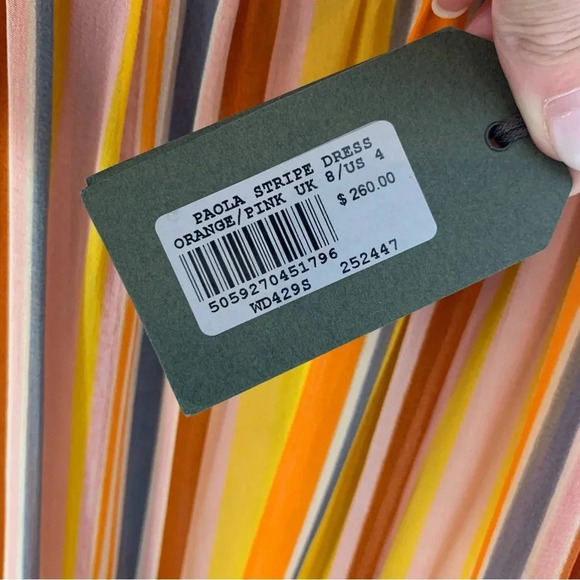 PAOLA STRIPE DRESS
ORANGE/PINK UK 8/US 4
$ 260.00
5059270451796
WD429S 252447